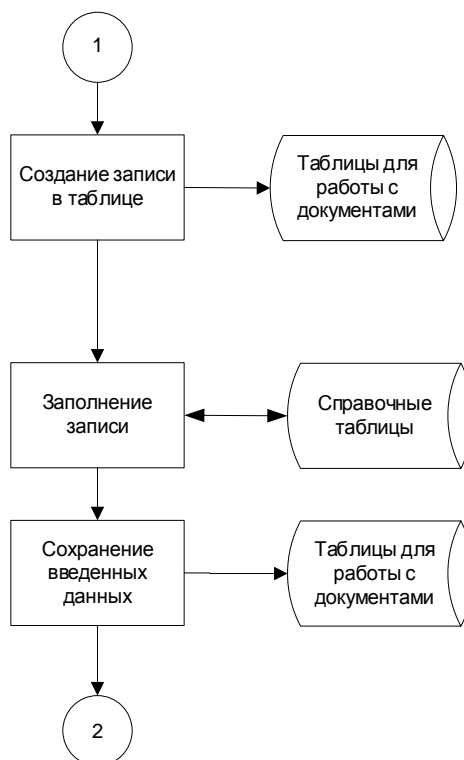 1
Создание записи
в таблице
Таблицы для
работы с
документами
Заполнение
записи
Справочные
таблицы
Сохранение
введенных
данных
Таблицы для
работы с
документами
2